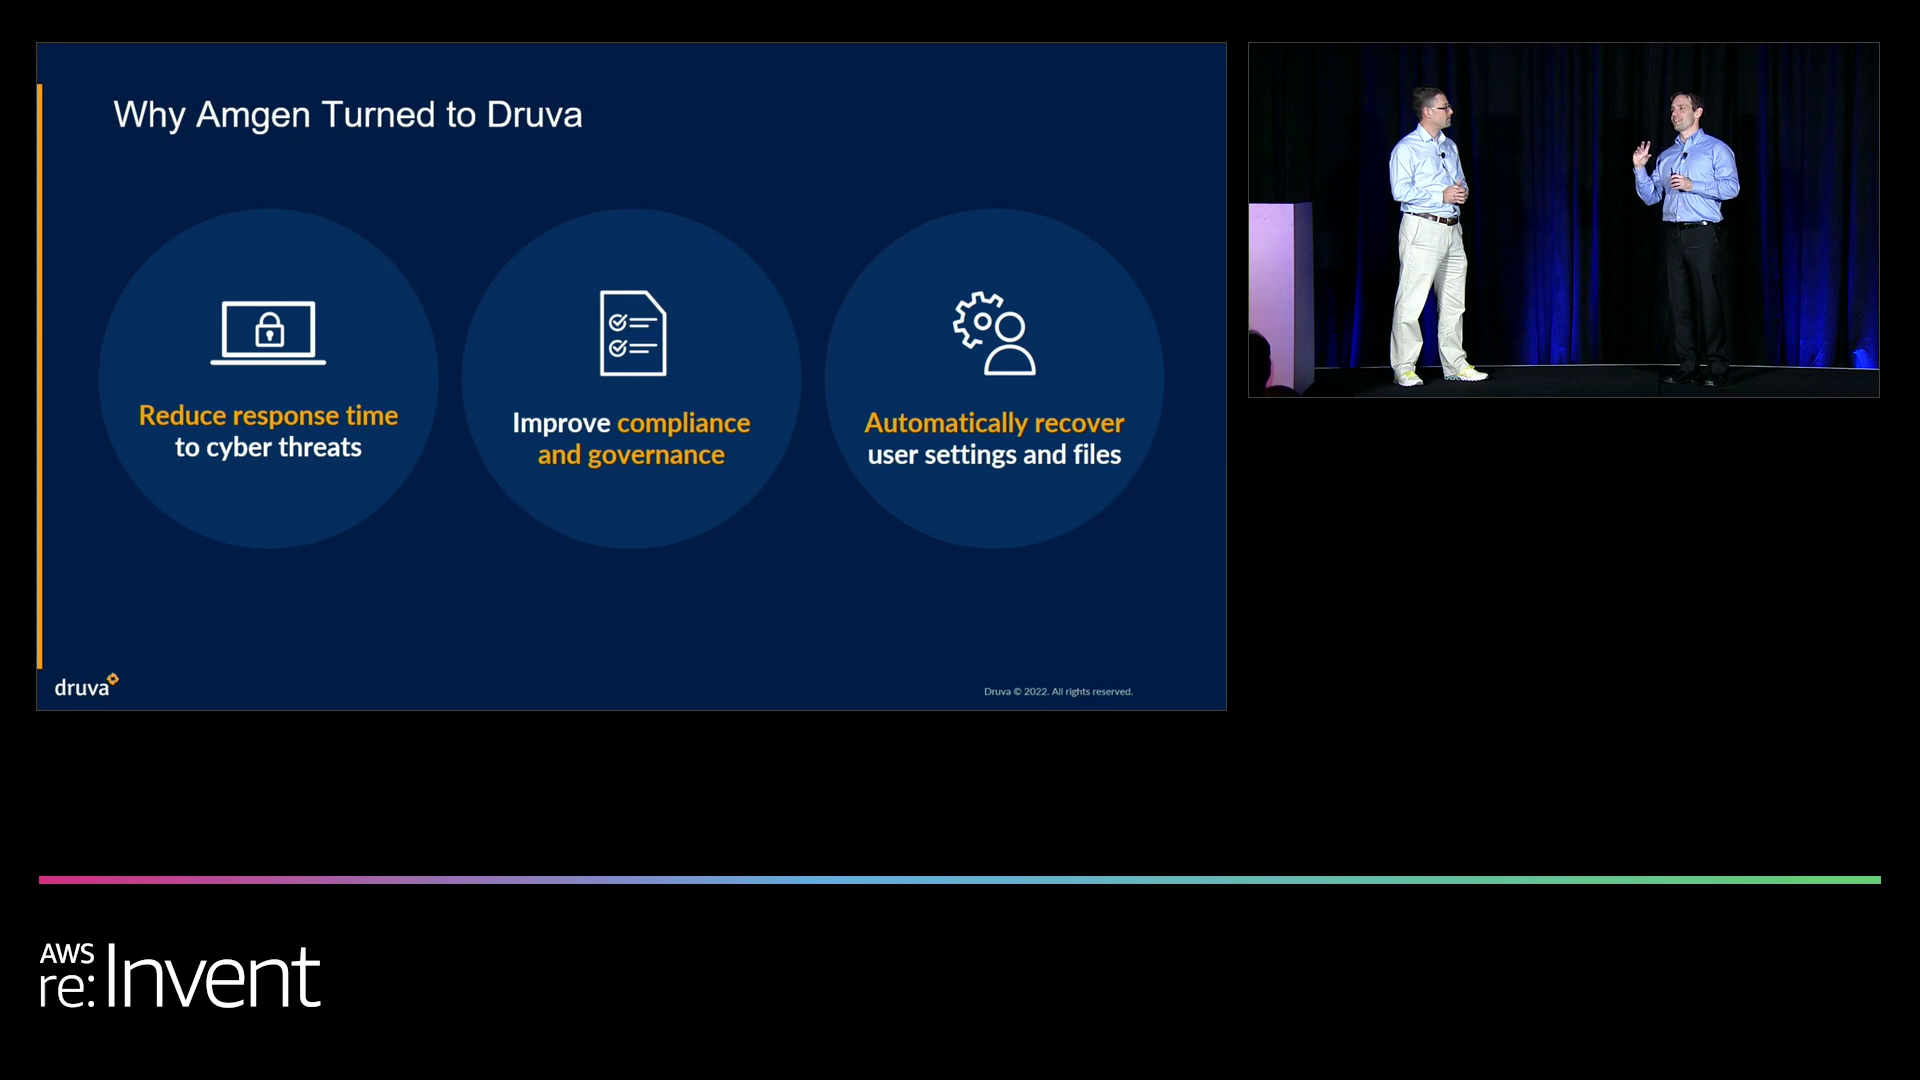 Why Amgen Turned to Druva
Reduce response time
to cyber threats
Improve compliance
and governance
Automatically recover
user settings and files
druva
Druva © 2022. All rights reserved.
AWS
re:Invent